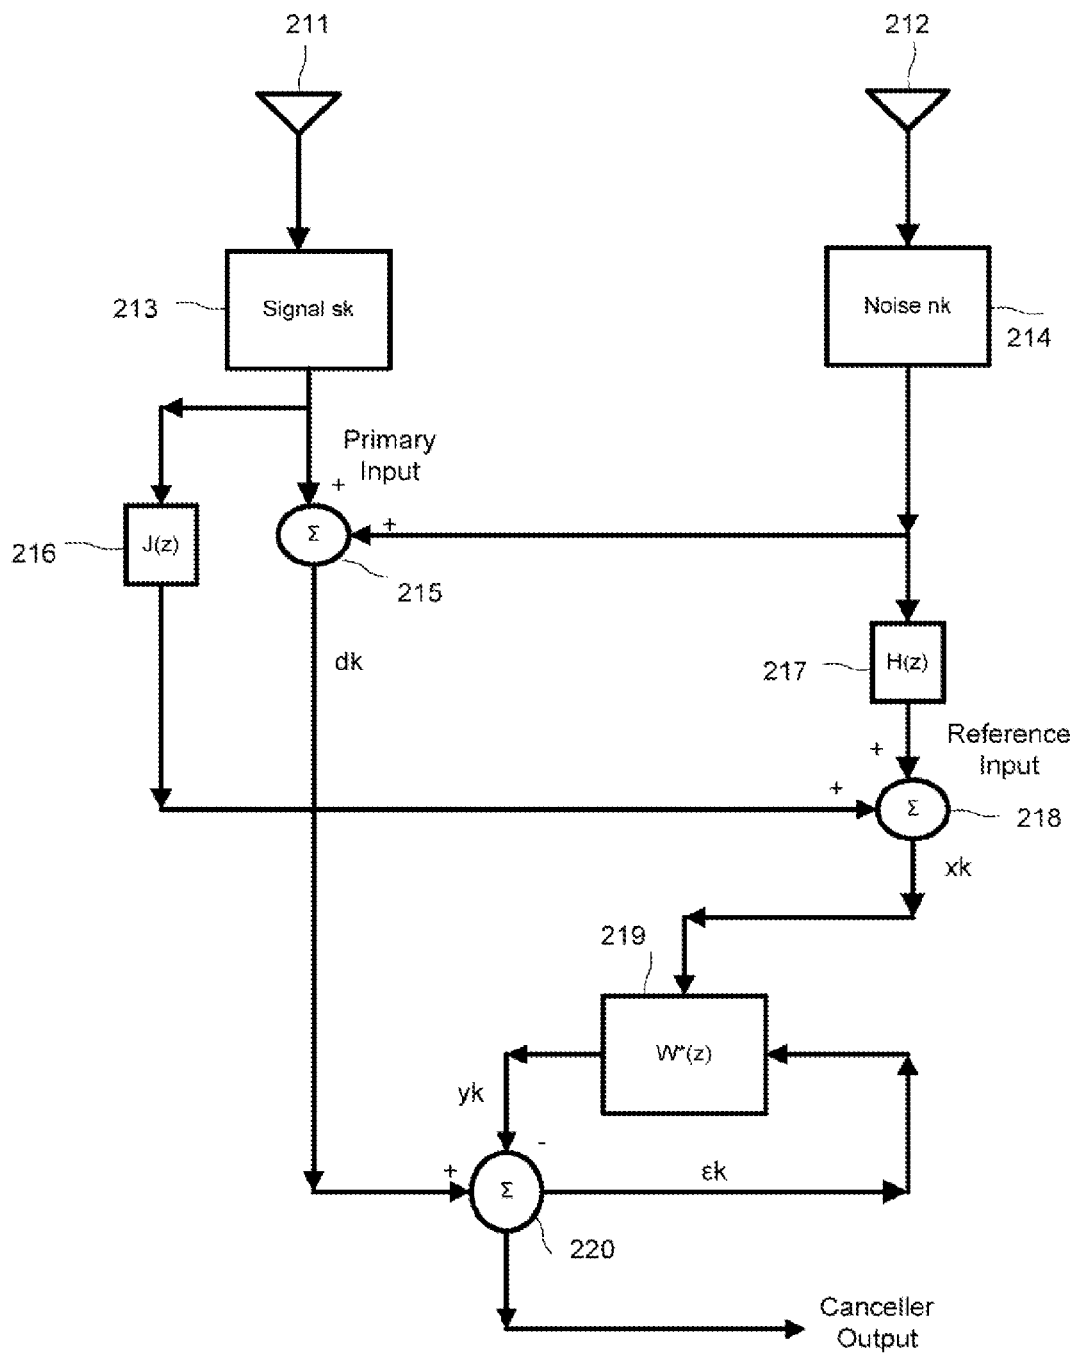 211
212
Signal sk
213
Noise nk
214
Primary
Input
+
+
Σ
J(z)
216
215
dk
H(z)
217
Reference
Input
+
+
Σ
218
xk
219
W*(z)
yk
-
+
εk
Σ
220
Canceller
Output